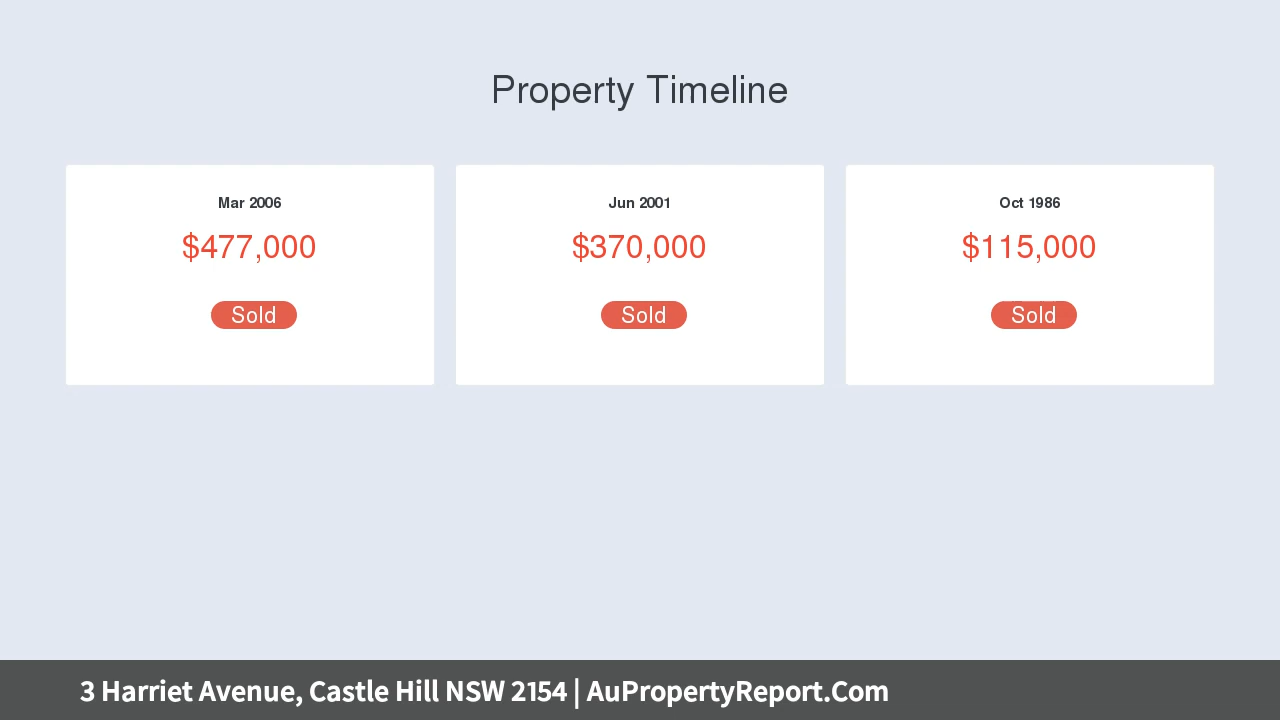 Property Timeline
Mar 2006
$477,000
Sold
Jun 2001
$370,000
Sold
Oct 1986
$115,000
Sold
3 Harriet Avenue, Castle Hill NSW 2154 | AuPropertyReport.Com